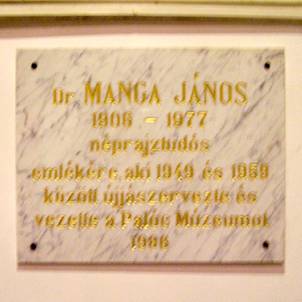 Dr MANGA JÁNOS
1906 - 1977
néprajztudós
emlékére, aki 1949 és 1959
között újjászervezte és
vezette a Palóc Múzeumot
1986